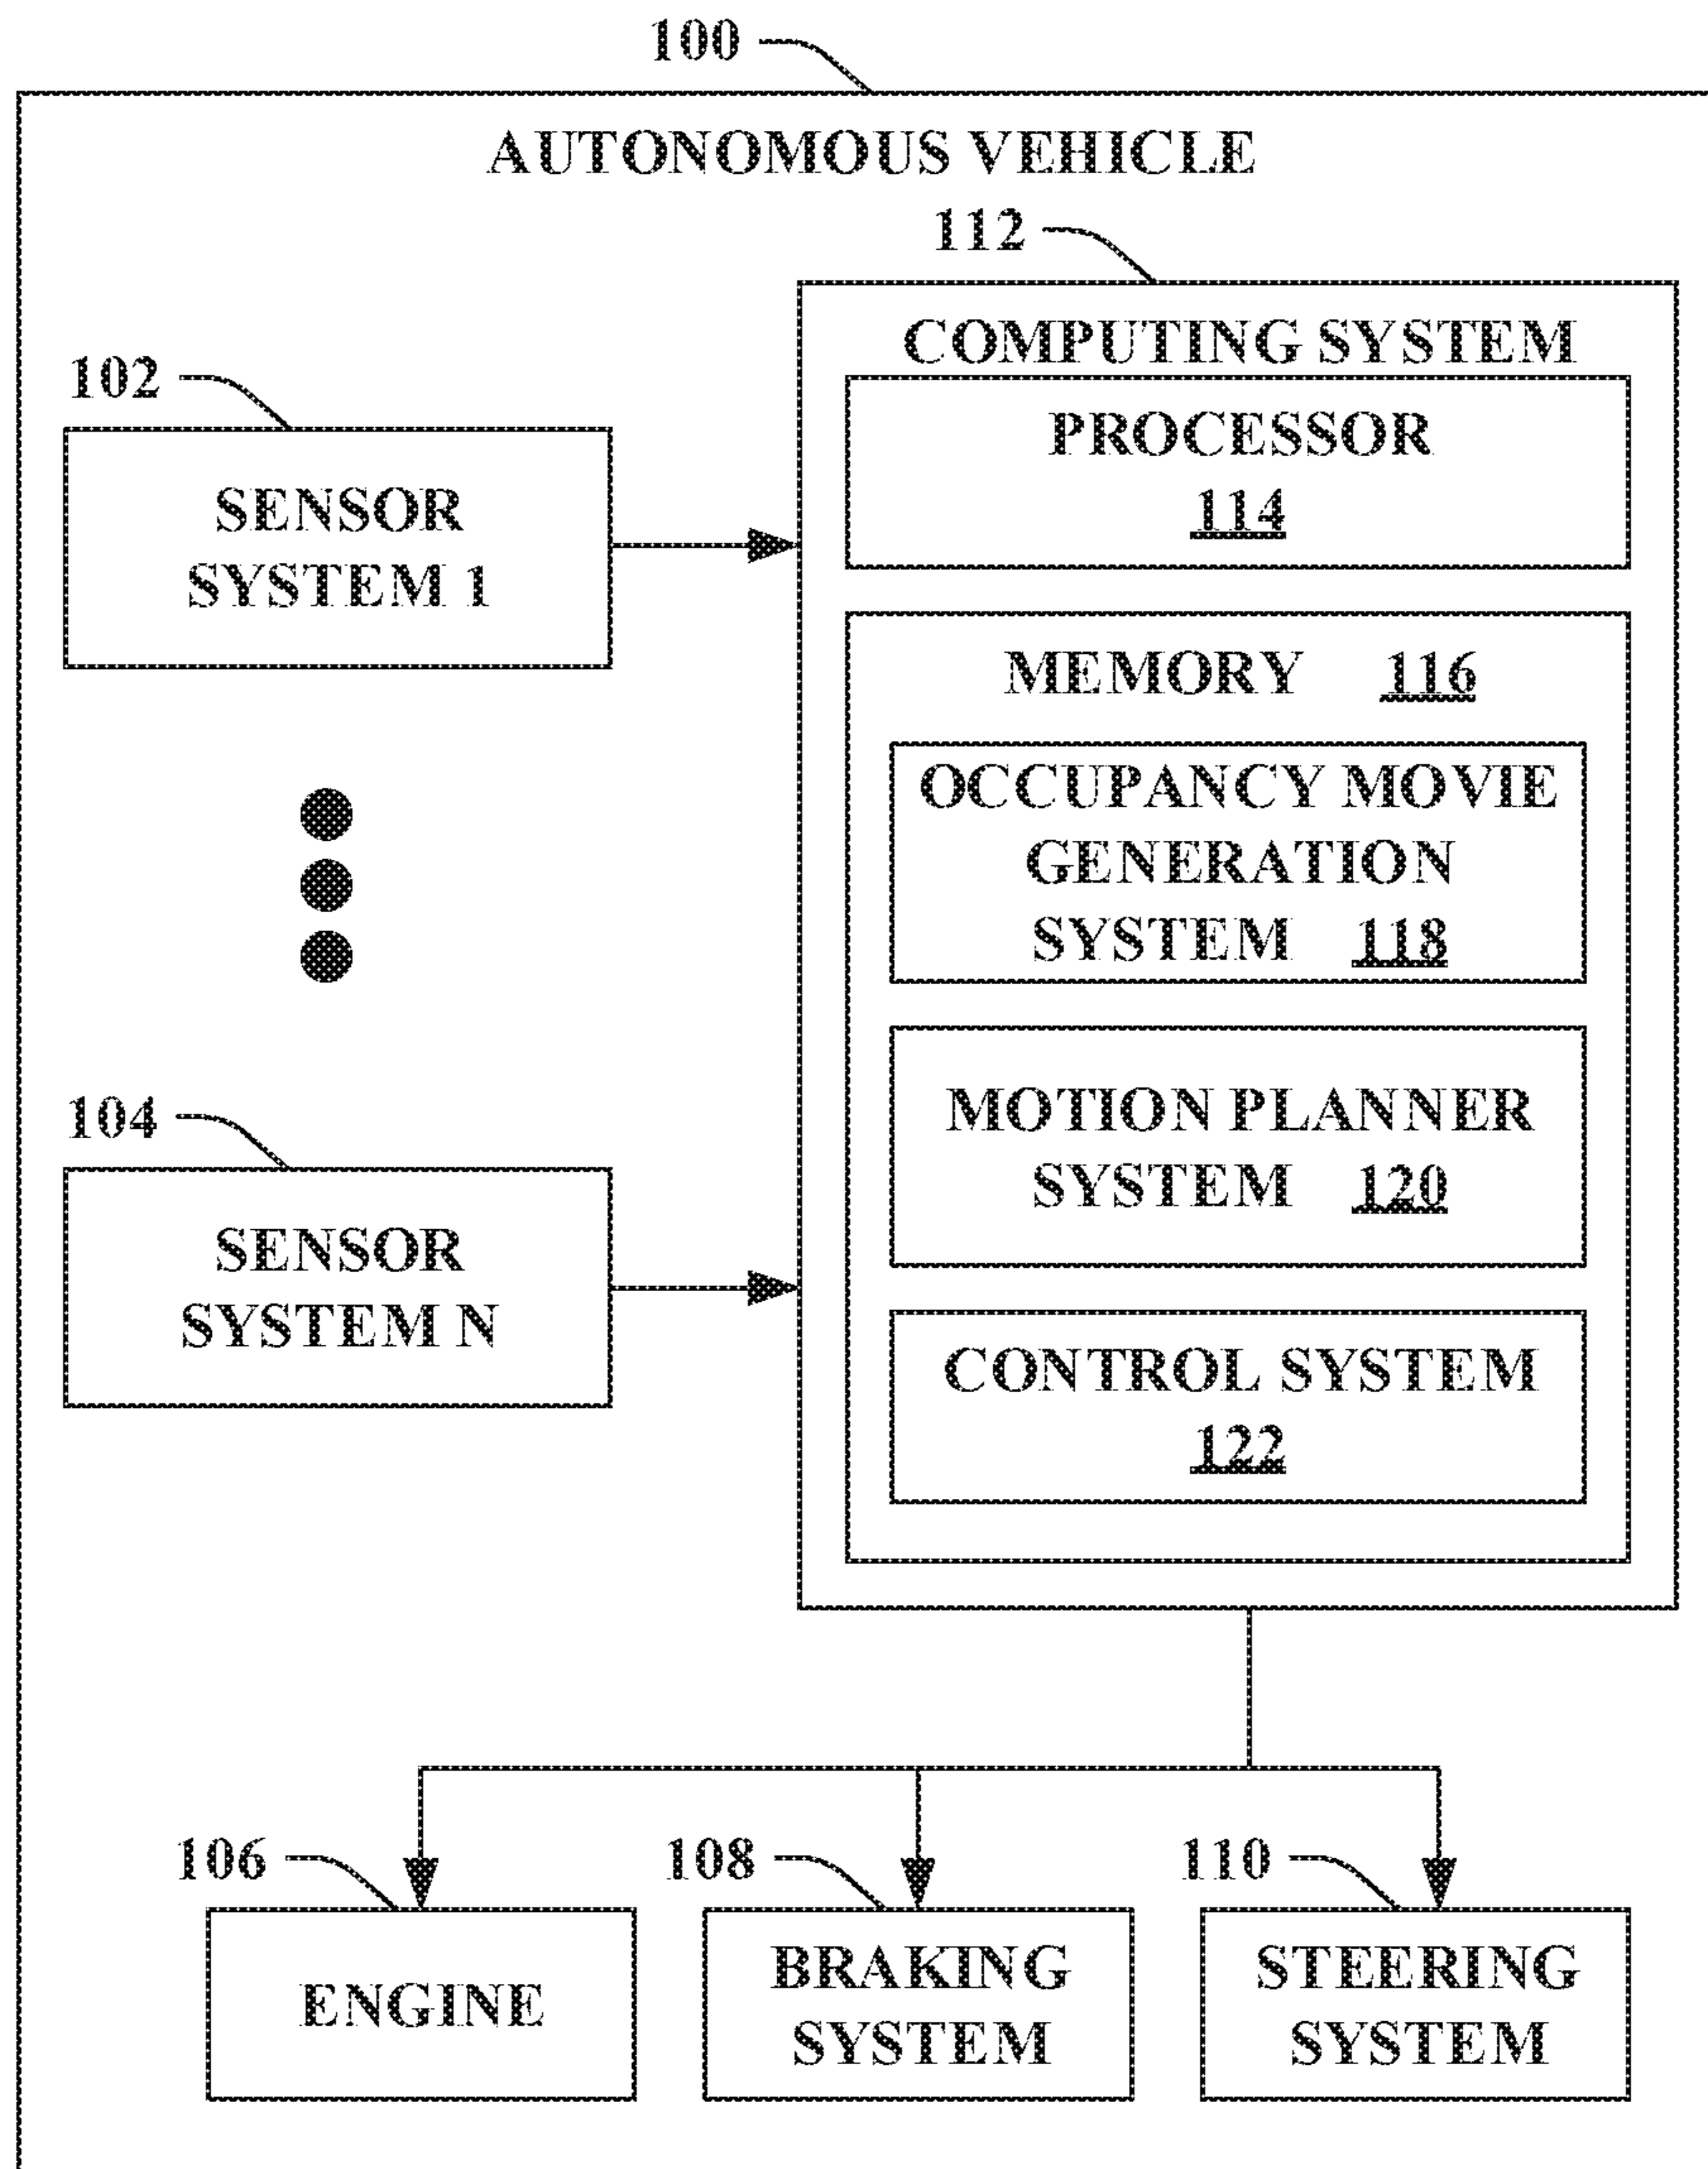 100
AUTONOMOUS VEHICLE
112
COMPUTING SYSTEM
102
PROCESSOR
114
SENSOR
SYSTEM 1
MEMORY 116
OCCUPANCY MOVIE
GENERATION
SYSTEM 118
104
MOTION PLANNER
SYSTEM 120
SENSOR
SYSTEM N
CONTROL SYSTEM
122
106
108
110
ENGINE
BRAKING
SYSTEM
STEERING
SYSTEM